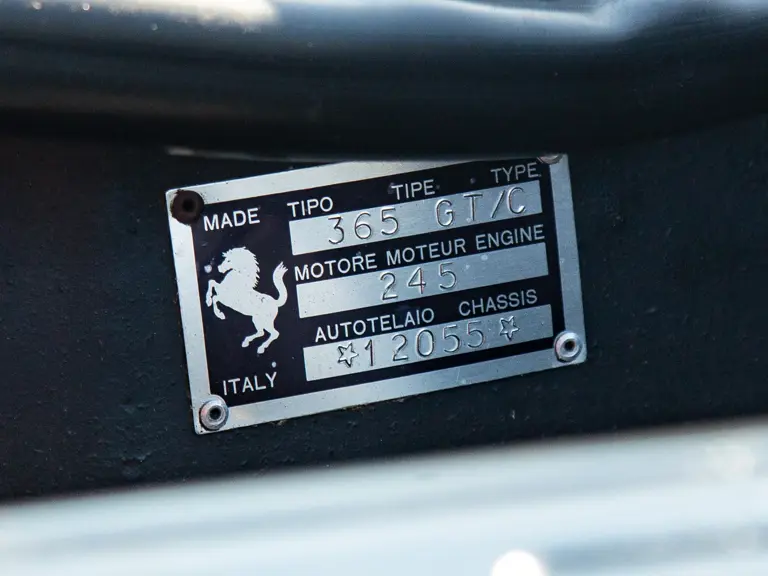 MADE TIPO TIPE TYPE
365 GT/C
MOTORE MOTEUR ENGINE
245
AUTOTELAIO CHASSIS
☆12055☆
ITALY